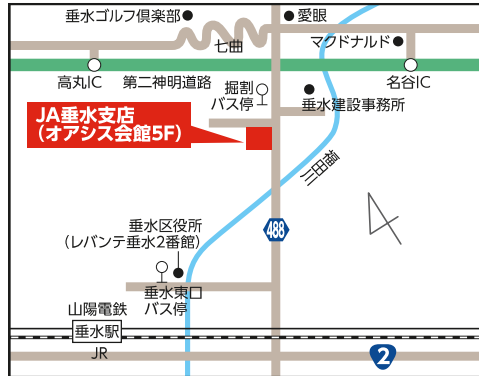 垂水ゴルフ倶楽部
愛眼
七曲
マクドナルド
高丸IC
第二神明道路
名谷IC
掘割
バス停
垂水建設事務所
JA垂水支店
(オアシス会館5F)
福田川
垂水区役所
(レバンテ垂水2番館)
488
垂水東口
バス停
山陽電鉄
垂水駅
JR
2